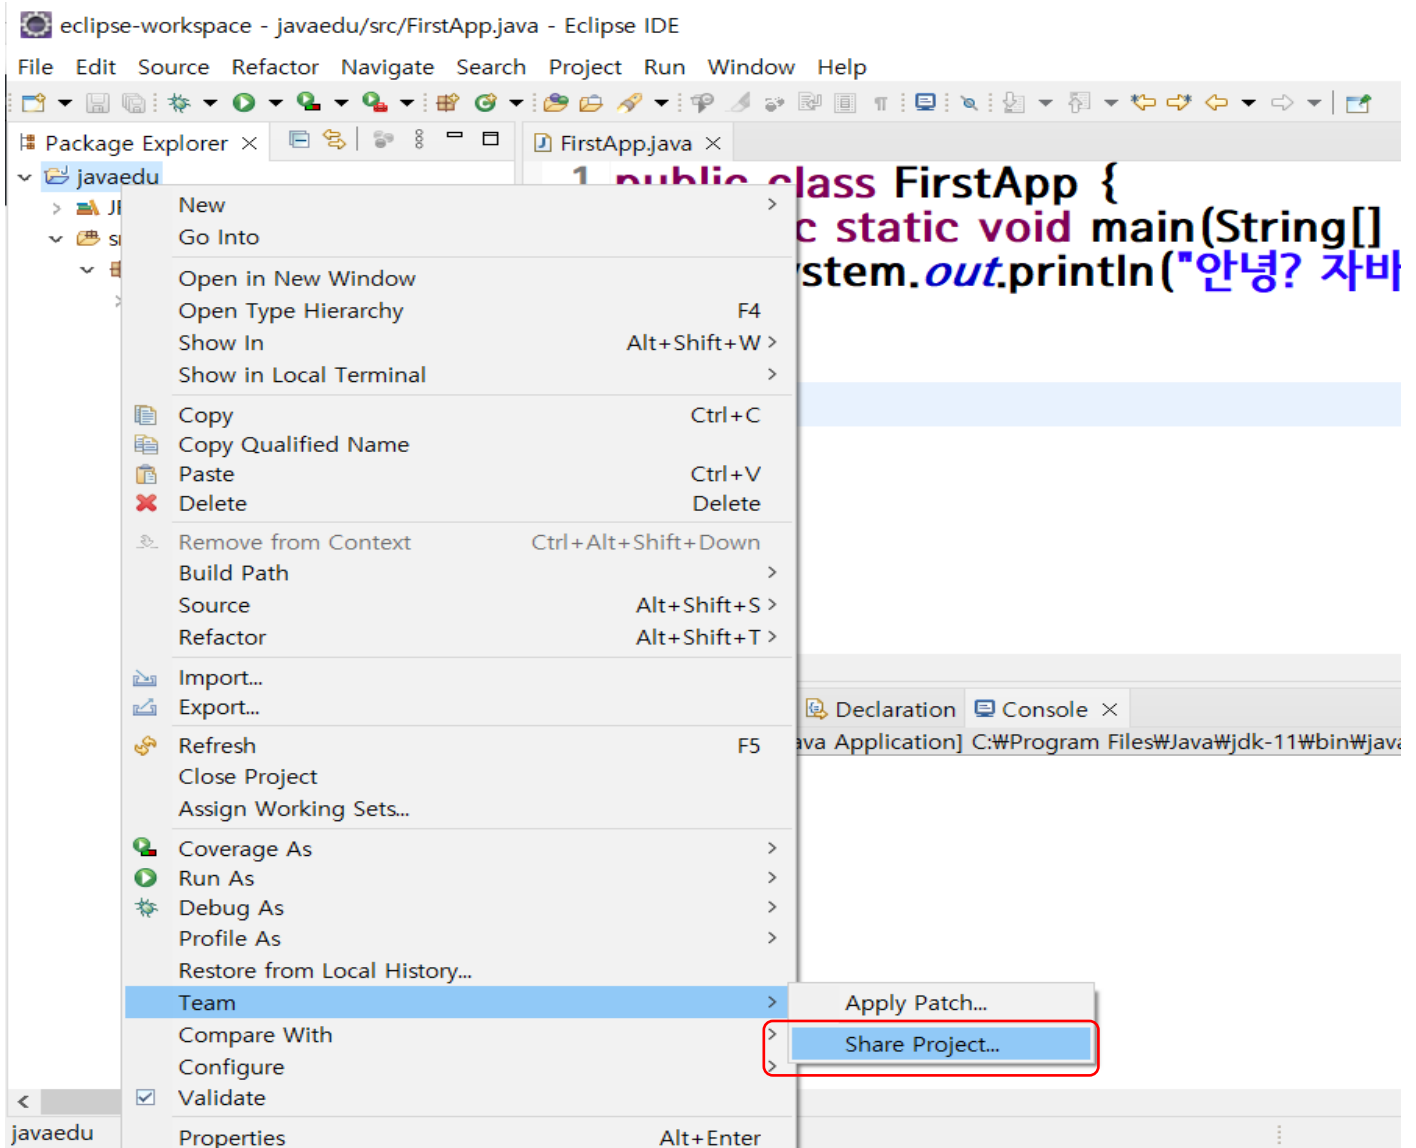 eclipse-workspace - javaedu/src/FirstApp.java - Eclipse IDE
File Edit Source Refactor Navigate Search Project Run Window Help
Package Explorer
FirstApp.java
javaedu
1 public class FirstApp {
c static void main(String[]
stem.out.println("안녕? 자바
New
Go Into
Open in New Window
Open Type Hierarchy F4
Show In Alt+Shift+W
Show in Local Terminal
Copy Ctrl+C
Copy Qualified Name
Paste Ctrl+V
Delete Delete
Remove from Context Ctrl+Alt+Shift+Down
Build Path
Source Alt+Shift+S
Refactor Alt+Shift+T
Import...
Export...
Refresh F5
Close Project
Assign Working Sets...
Coverage As
Run As
Debug As
Profile As
Restore from Local History...
Team
Compare With
Configure
Validate
Properties Alt+Enter
Apply Patch...
Share Project...
Declaration
Console
ava Application] C:₩Program Files₩Java₩jdk-11₩bin₩java
javaedu